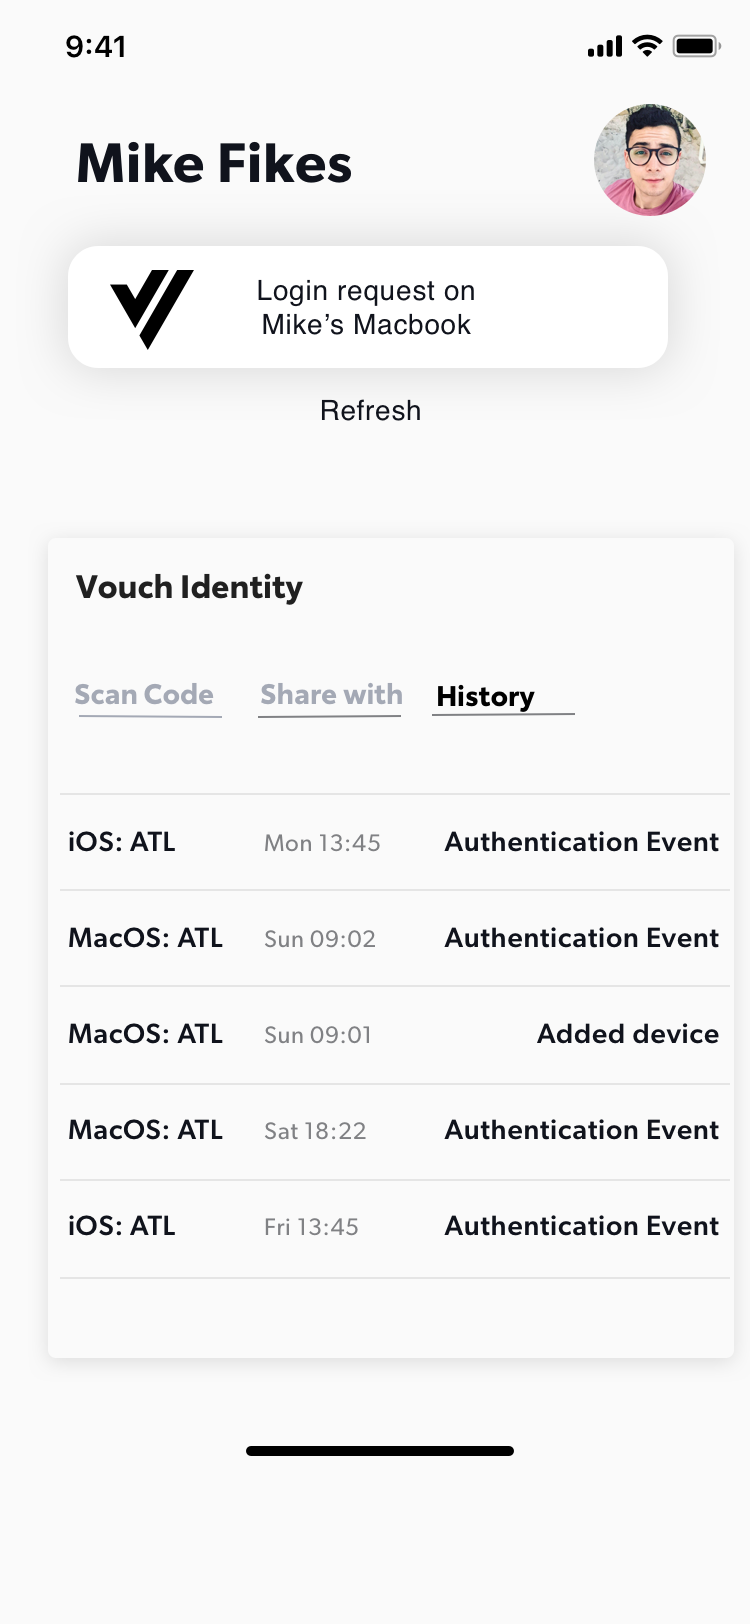 9:41
Mike Fikes
Login request on
Mike’s Macbook
Refresh
Vouch Identity
Scan Code Share with History
iOS: ATL Mon 13:45 Authentication Event
MacOS: ATL Sun 09:02 Authentication Event
MacOS: ATL Sun 09:01 Added device
MacOS: ATL Sat 18:22 Authentication Event
iOS: ATL Fri 13:45 Authentication Event